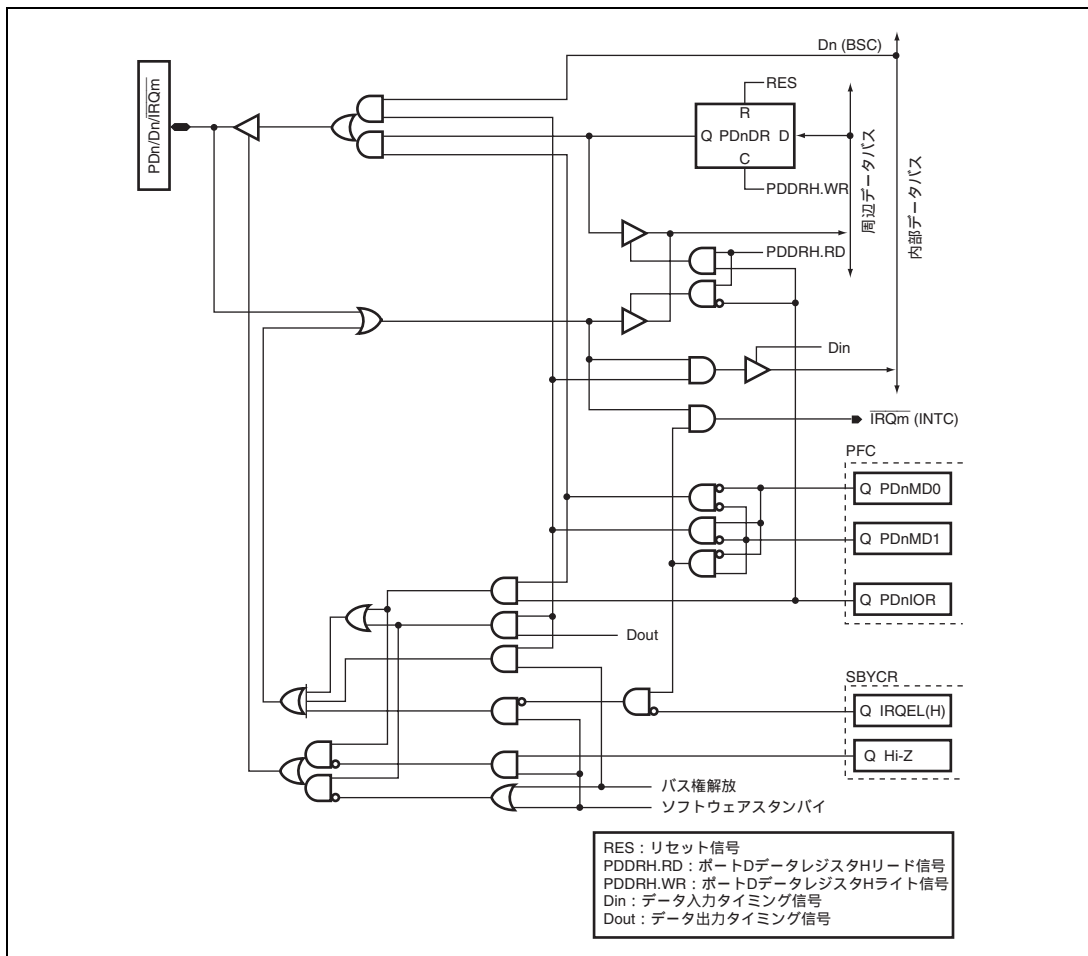 PDn/Dn/IRQm
Dn (BSC)
RES
R
Q PDnDR D
C
PDDRH.WR
周辺データバス
内部データバス
PDDRH.RD
Din
IRQm (INTC)
PFC
Q PDnMD0
Q PDnMD1
Q PDnIOR
Dout
SBYCR
Q IRQEL(H)
Q Hi-Z
バス権解放
ソフトウェアスタンバイ
RES：リセット信号
PDDRH.RD：ポートDデータレジスタHリード信号
PDDRH.WR：ポートDデータレジスタHライト信号
Din：データ入力タイミング信号
Dout：データ出力タイミング信号